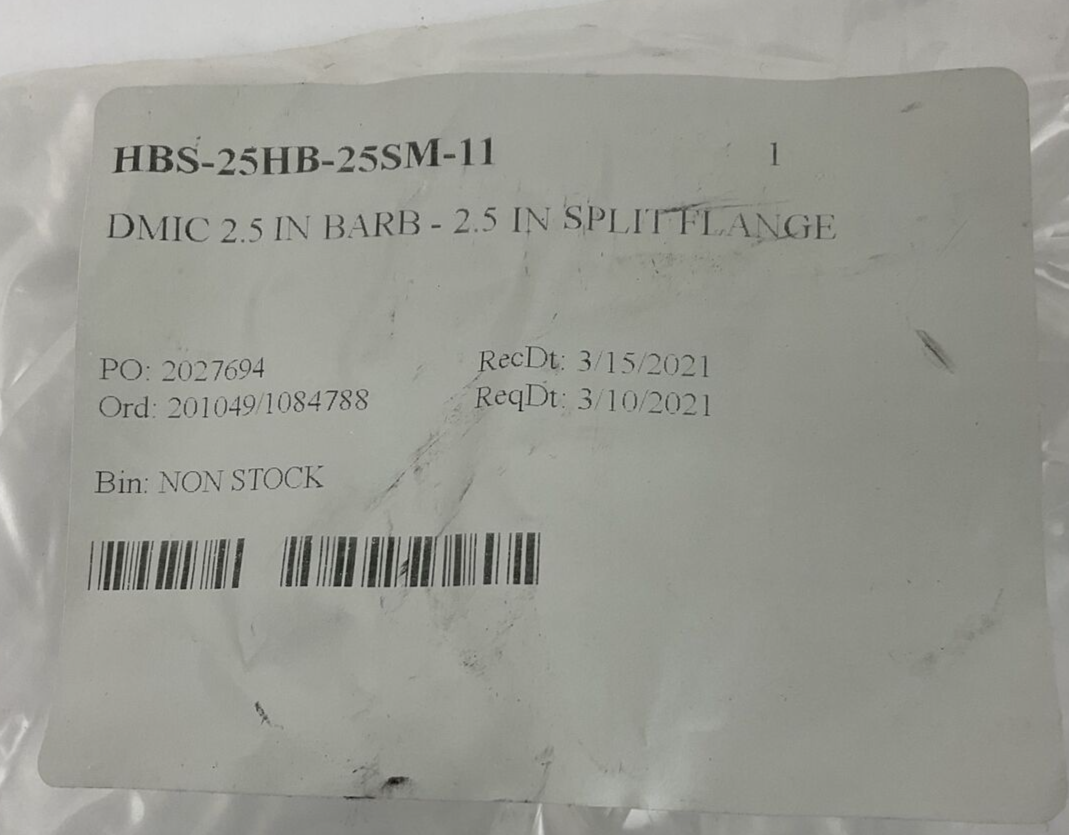 HBS-25HB-25SM-11 1
DMIC 2.5 IN BARB - 2.5 IN SPLIT FLANGE
PO: 2027694 RecDt: 3/15/2021
Ord: 201049/1084788 ReqDt: 3/10/2021
Bin: NON STOCK